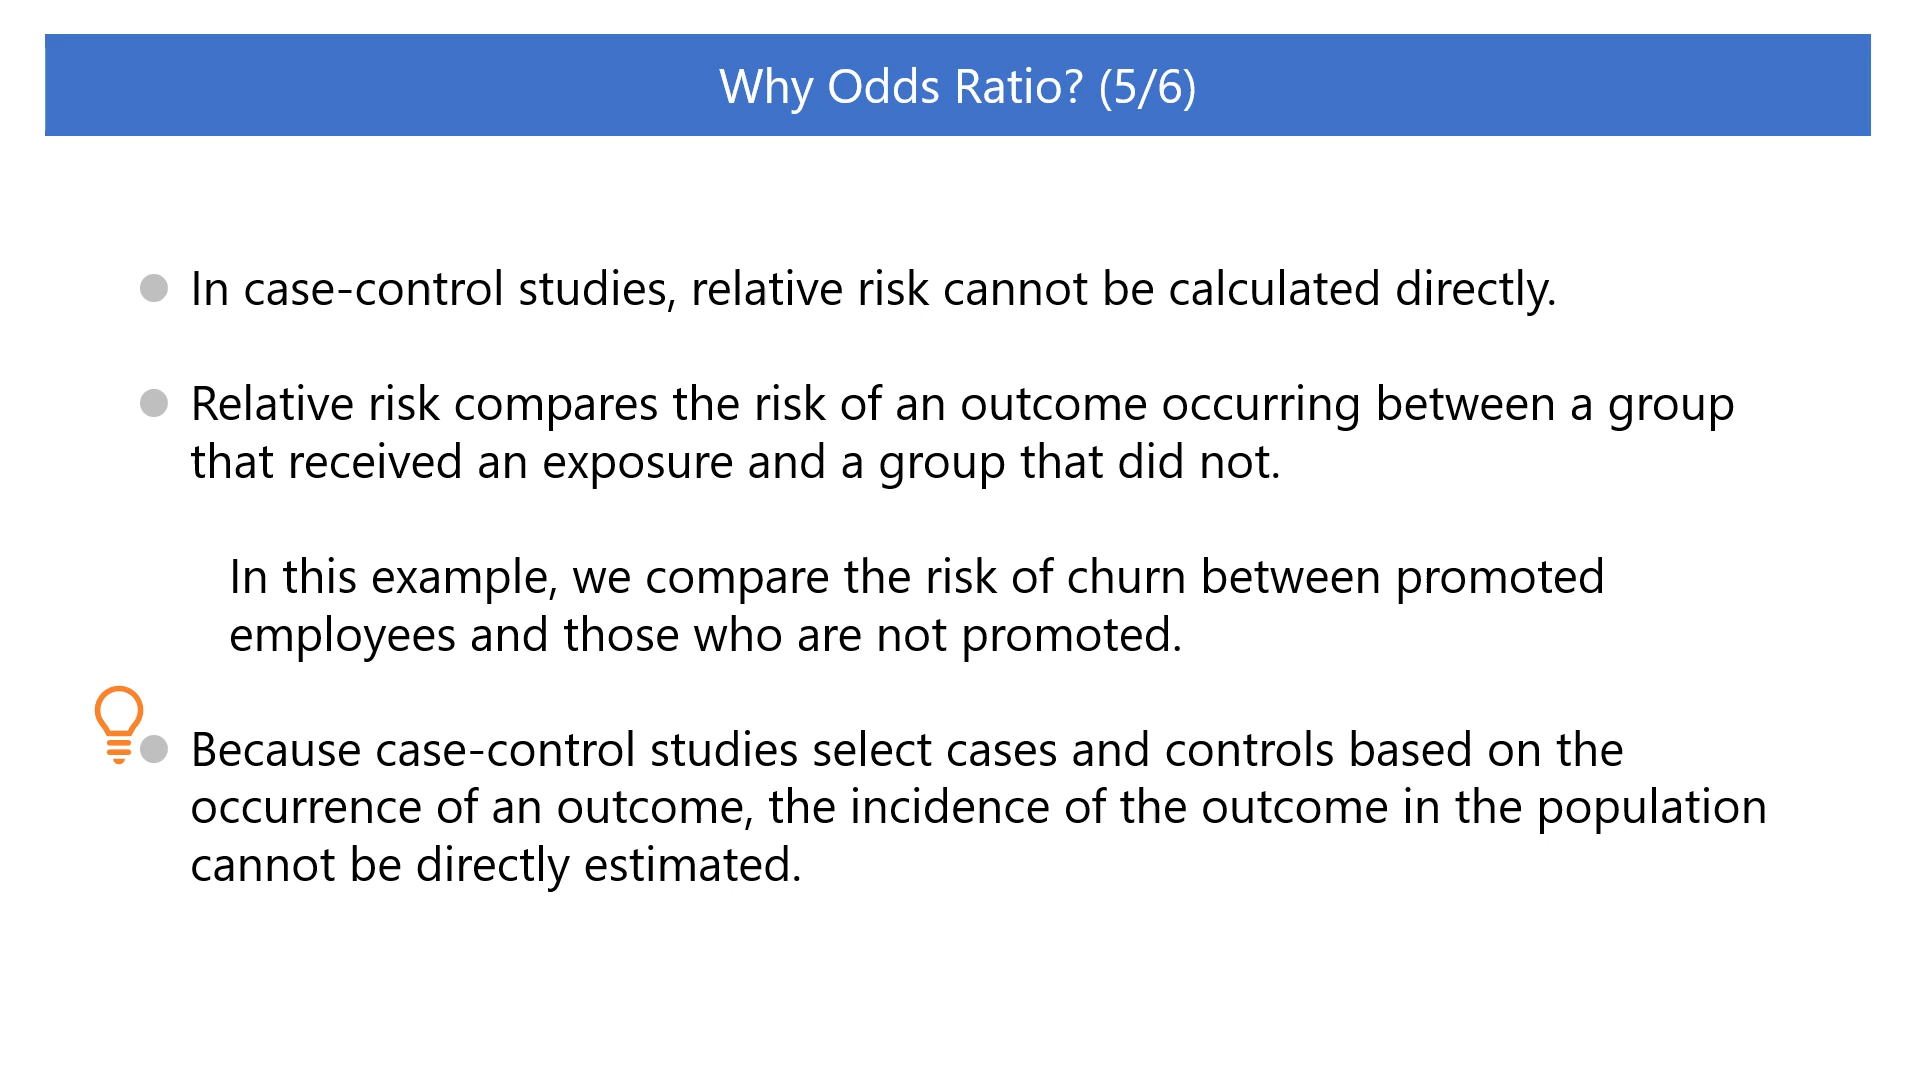 Why Odds Ratio? (5/6)
In case-control studies, relative risk cannot be calculated directly.
Relative risk compares the risk of an outcome occurring between a group
that received an exposure and a group that did not.
In this example, we compare the risk of churn between promoted
employees and those who are not promoted.
Because case-control studies select cases and controls based on the
occurrence of an outcome, the incidence of the outcome in the population
cannot be directly estimated.